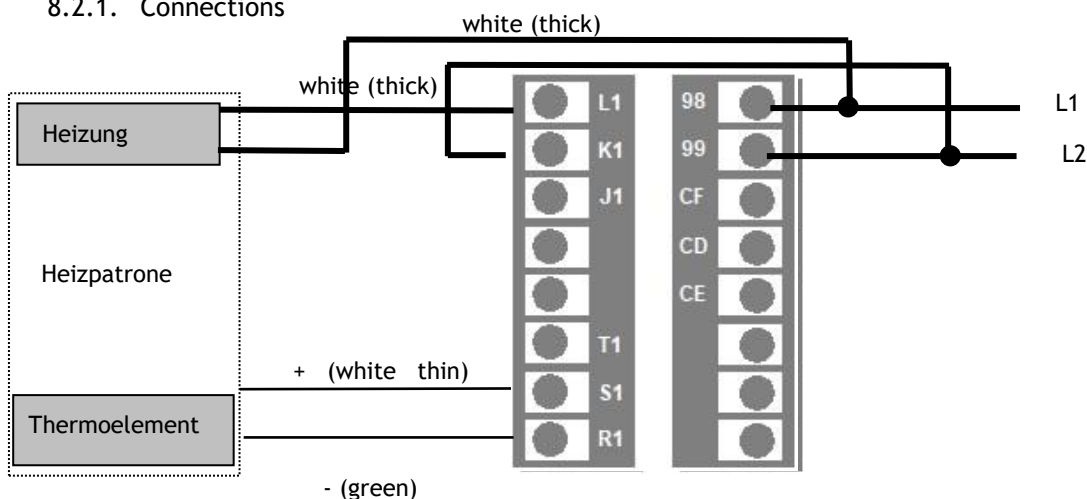 8.2.1. Connections
white (thick)
white (thick)
Heizung
Heizpatrone
Thermoelement
+ (white thin)
- (green)
L1
K1
J1
T1
S1
R1
98
99
CF
CD
CE
L1
L2